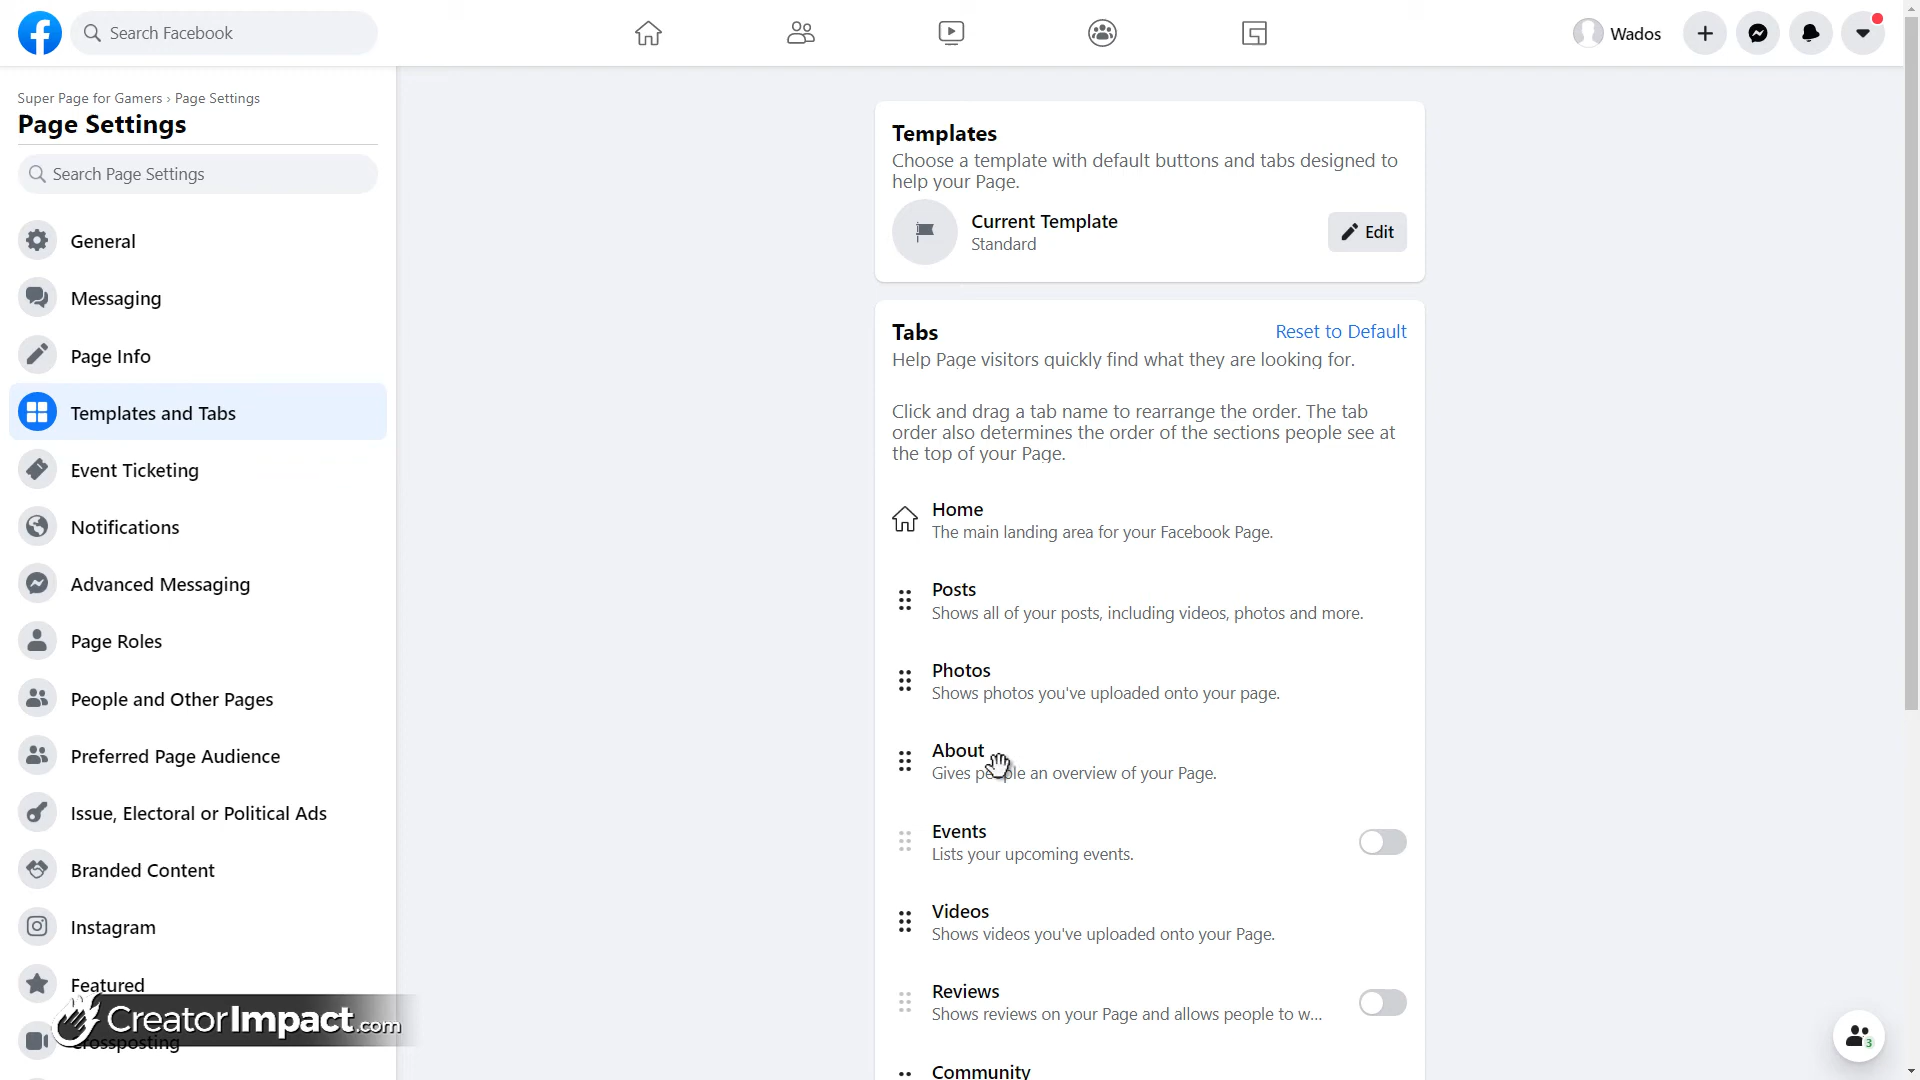 Search Facebook
Wados
Super Page for Gamers › Page Settings
Page Settings
Search Page Settings
General
Messaging
Page Info
Templates and Tabs
Event Ticketing
Notifications
Advanced Messaging
Page Roles
People and Other Pages
Preferred Page Audience
Issue, Electoral or Political Ads
Branded Content
Instagram
Featured
CreatorImpact.com
Crossposting
Templates
Choose a template with default buttons and tabs designed to
help your Page.
Current Template
Standard
Edit
Tabs
Reset to Default
Help Page visitors quickly find what they are looking for.
Click and drag a tab name to rearrange the order. The tab
order also determines the order of the sections people see at
the top of your Page.
Home
The main landing area for your Facebook Page.
Posts
Shows all of your posts, including videos, photos and more.
Photos
Shows photos you've uploaded onto your page.
About
Gives people an overview of your Page.
Events
Lists your upcoming events.
Videos
Shows videos you've uploaded onto your Page.
Reviews
Shows reviews on your Page and allows people to w...
Community
3